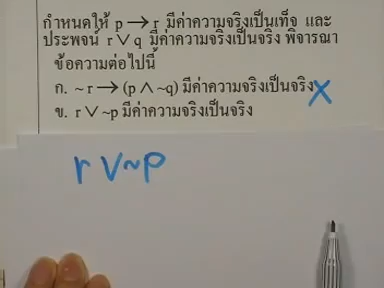 กำหนดให้ p → r มีค่าความจริงเป็นเท็จ และ
ประพจน์ r ∨ q มีค่าความจริงเป็นจริง พิจารณา
ข้อความต่อไปนี้
ก. ~ r → (p ∧ ~q) มีค่าความจริงเป็นจริง X
ข. r ∨ ~p มีค่าความจริงเป็นจริง
r ∨ ~p